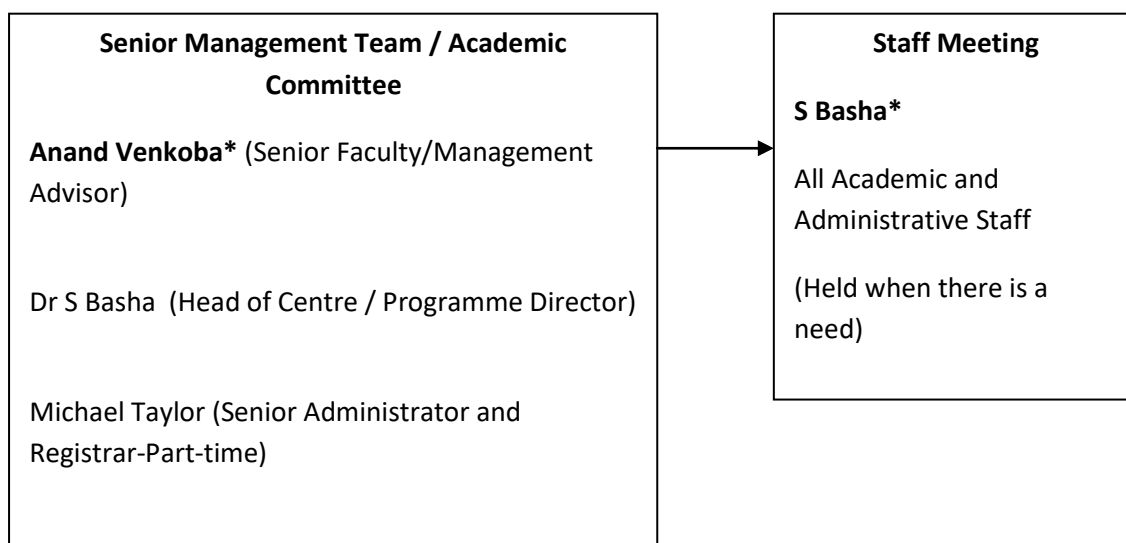 Senior Management Team / Academic
Committee
Anand Venkoba* (Senior Faculty/Management
Advisor)
Dr S Basha  (Head of Centre / Programme Director)
Michael Taylor (Senior Administrator and
Registrar-Part-time)
Staff Meeting
S Basha*
All Academic and
Administrative Staff
(Held when there is a
need)